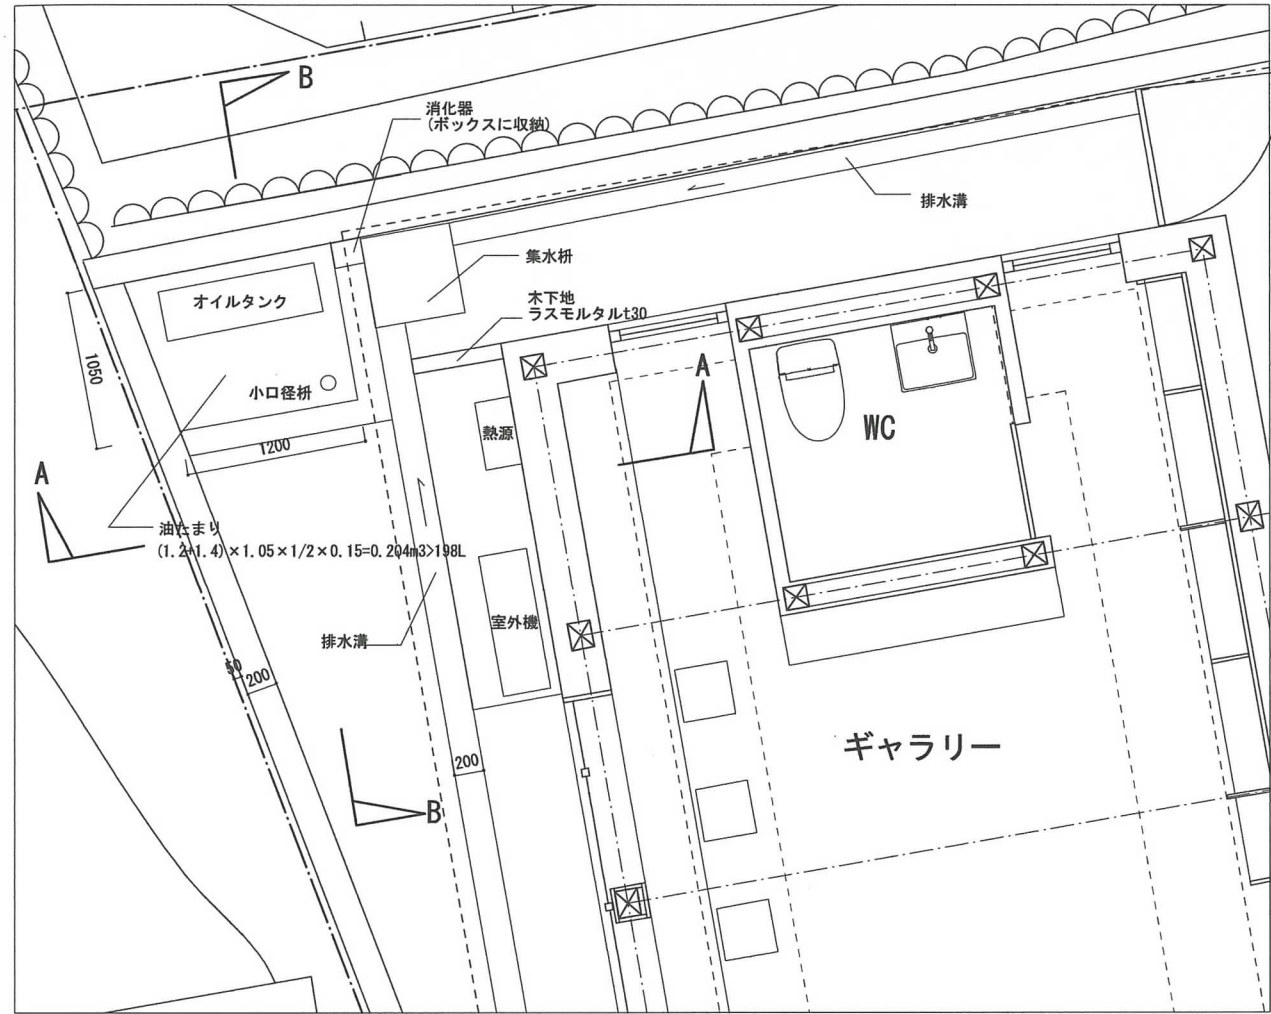 B
消化器
(ボックスに収納)
排水溝
集水枡
オイルタンク
木下地
ラスモルタルt30
1050
A
小口径枡
熱源
WC
1200
A
油たまり
(1.2+1.4)×1.05×1/2×0.15=0.204m3>198L
室外機
排水溝
50
200
ギャラリー
200
B